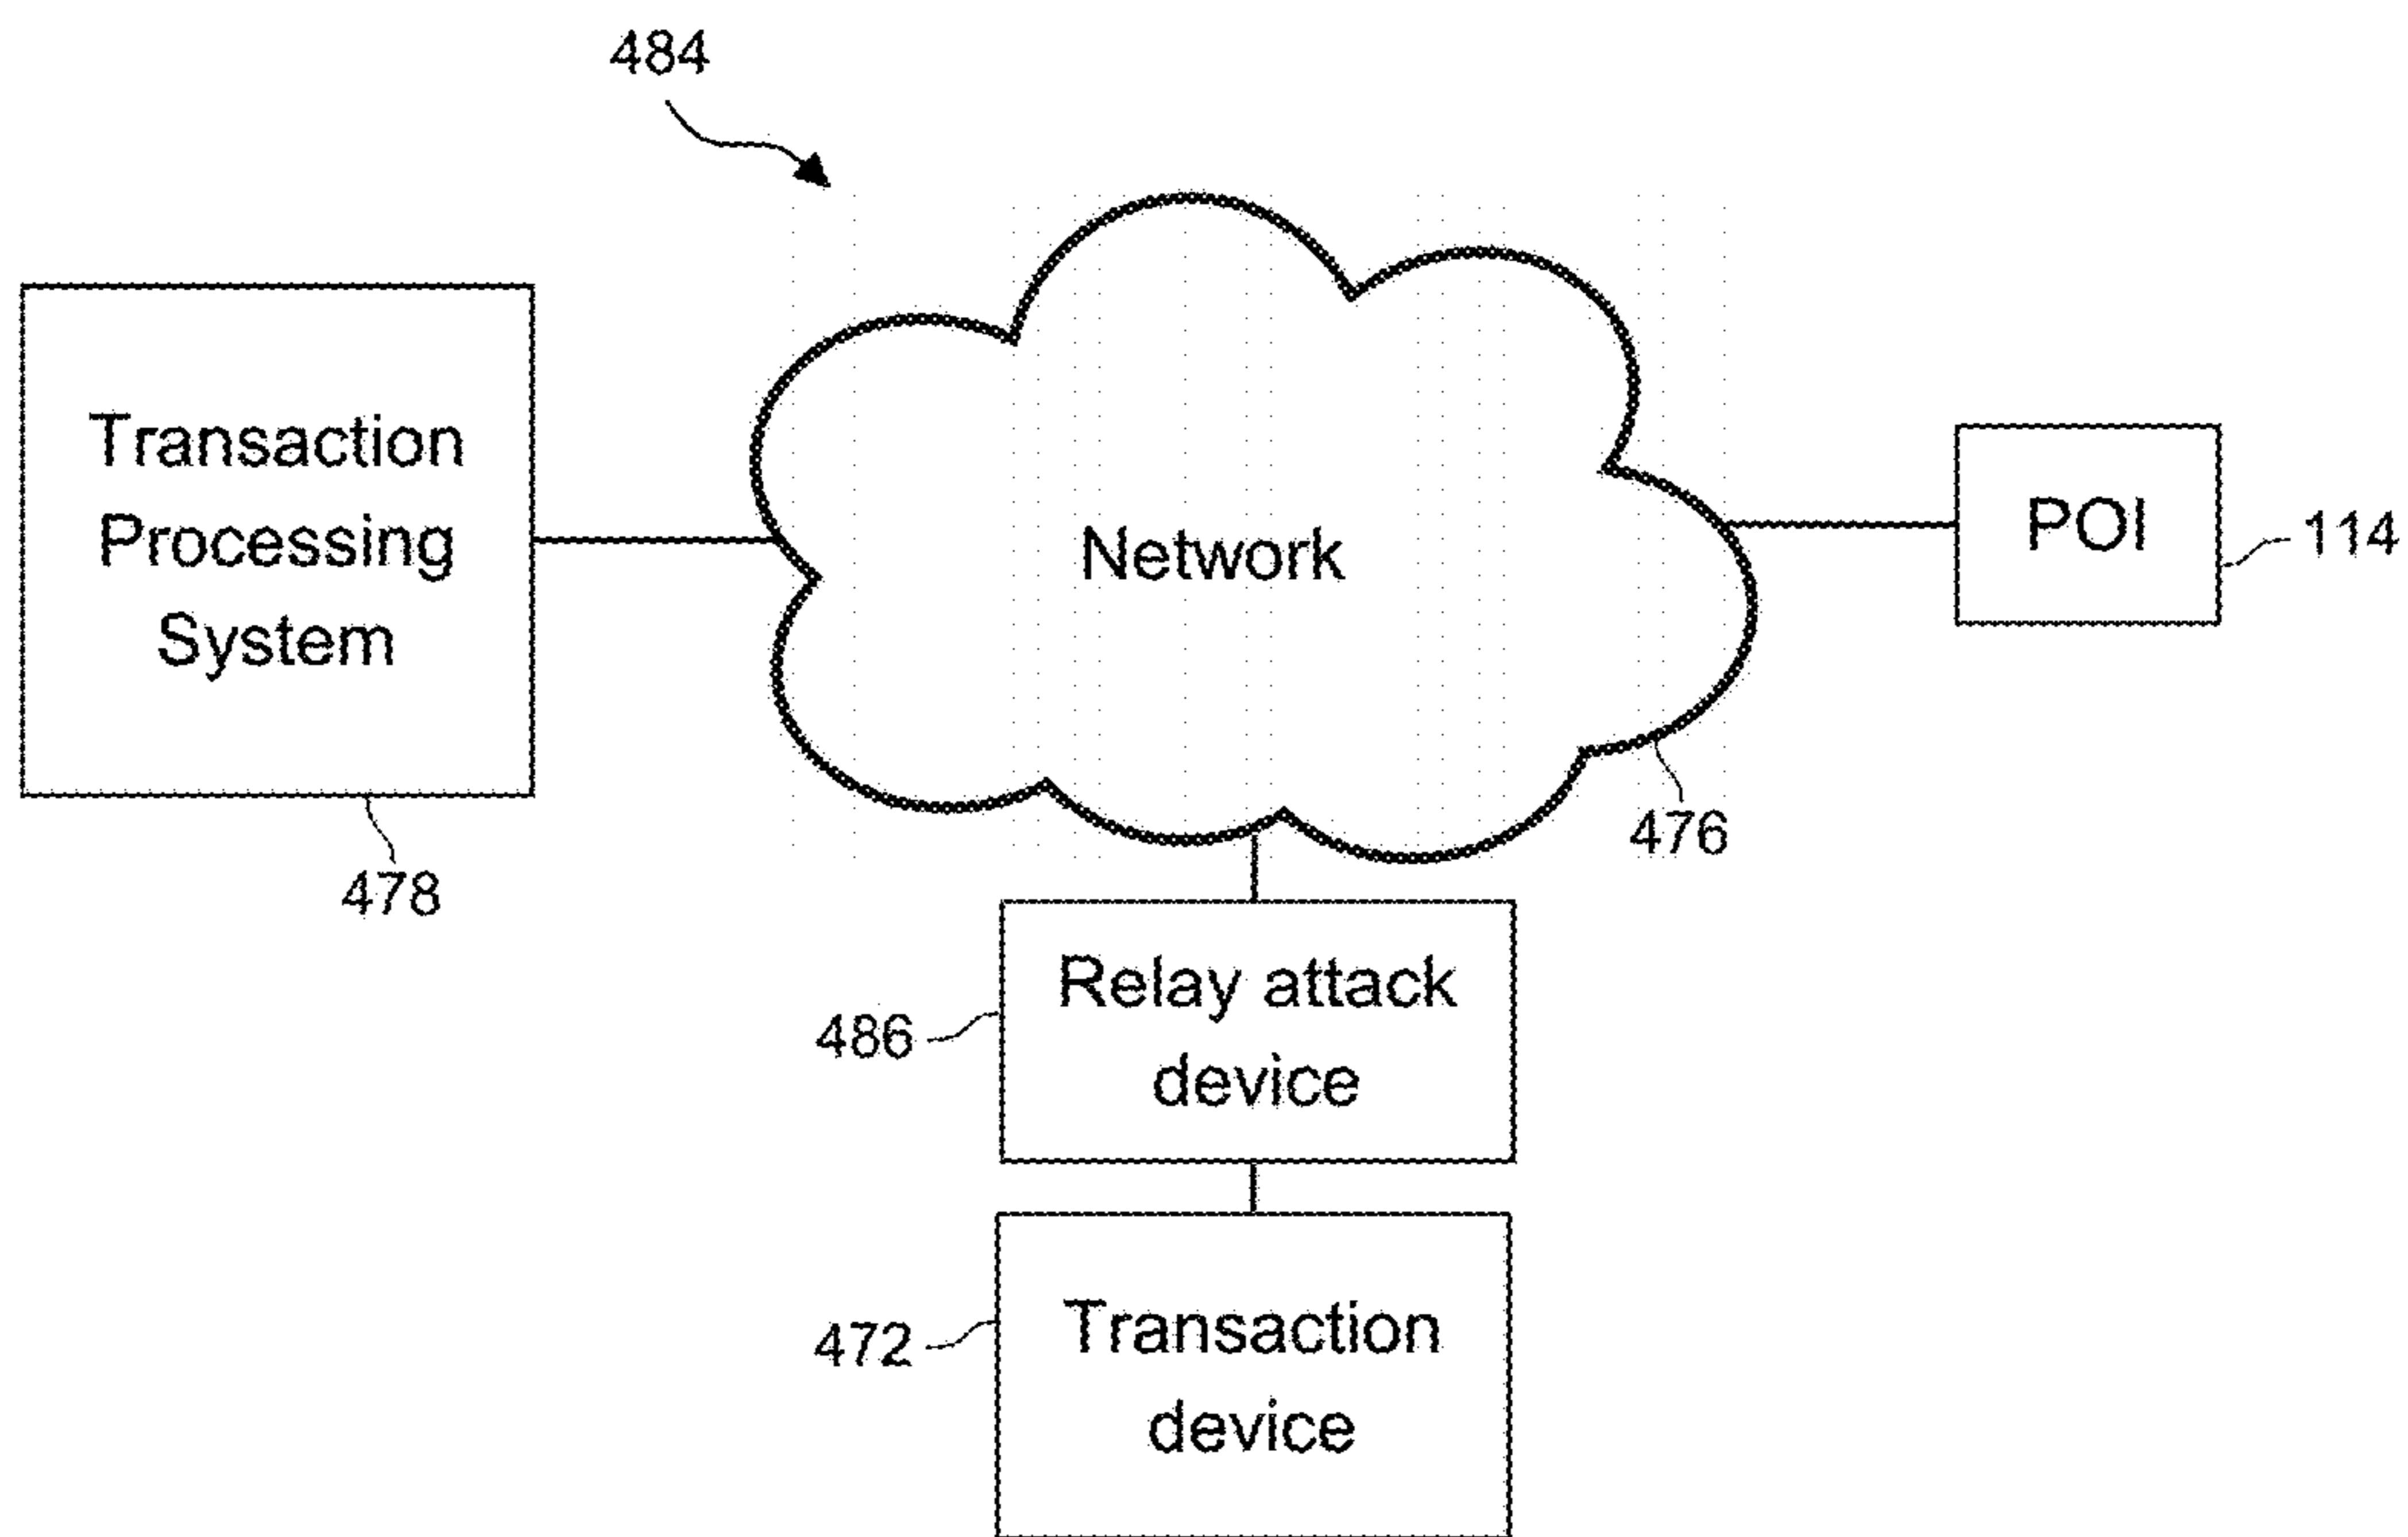 484
Transaction
Processing
System
478
Network
476
POI
114
Relay attack
device
486
Transaction
device
472